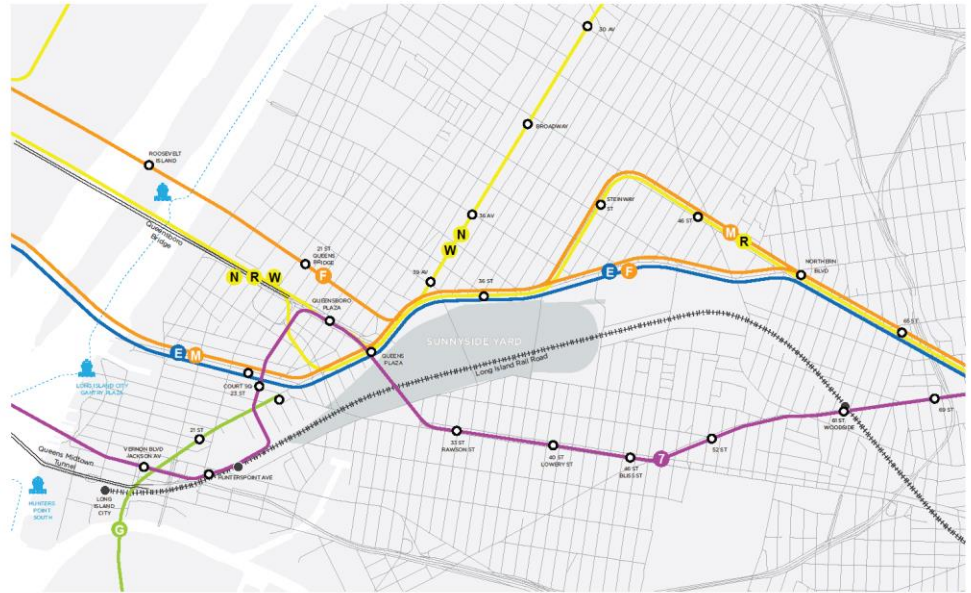 30 AV
BROADWAY
ROOSEVELT
ISLAND
STEINWAY
ST
36 AV
46 ST
M
R
N
W
Queensboro
Bridge
21 ST
QUEENS
BRIDGE
F
NORTHERN
BLVD
N R W
39 AV
36 ST
E F
QUEENSBORO
PLAZA
65 ST
SUNNYSIDE YARD
QUEENS
PLAZA
E M
Long Island Rail Road
LONG ISLAND CITY
GANTRY PLAZA
COURT SQ
23 ST
69 ST
61 ST
WOODSIDE
21 ST
33 ST
RAWSON ST
40 ST
LOWERY ST
46 ST
BLISS ST
7
52 ST
VERNON BLVD
JACKSON AV
Queens Midtown
Tunnel
HUNTERSPOINT AVE
LONG
ISLAND
CITY
HUNTERS
POINT
SOUTH
G